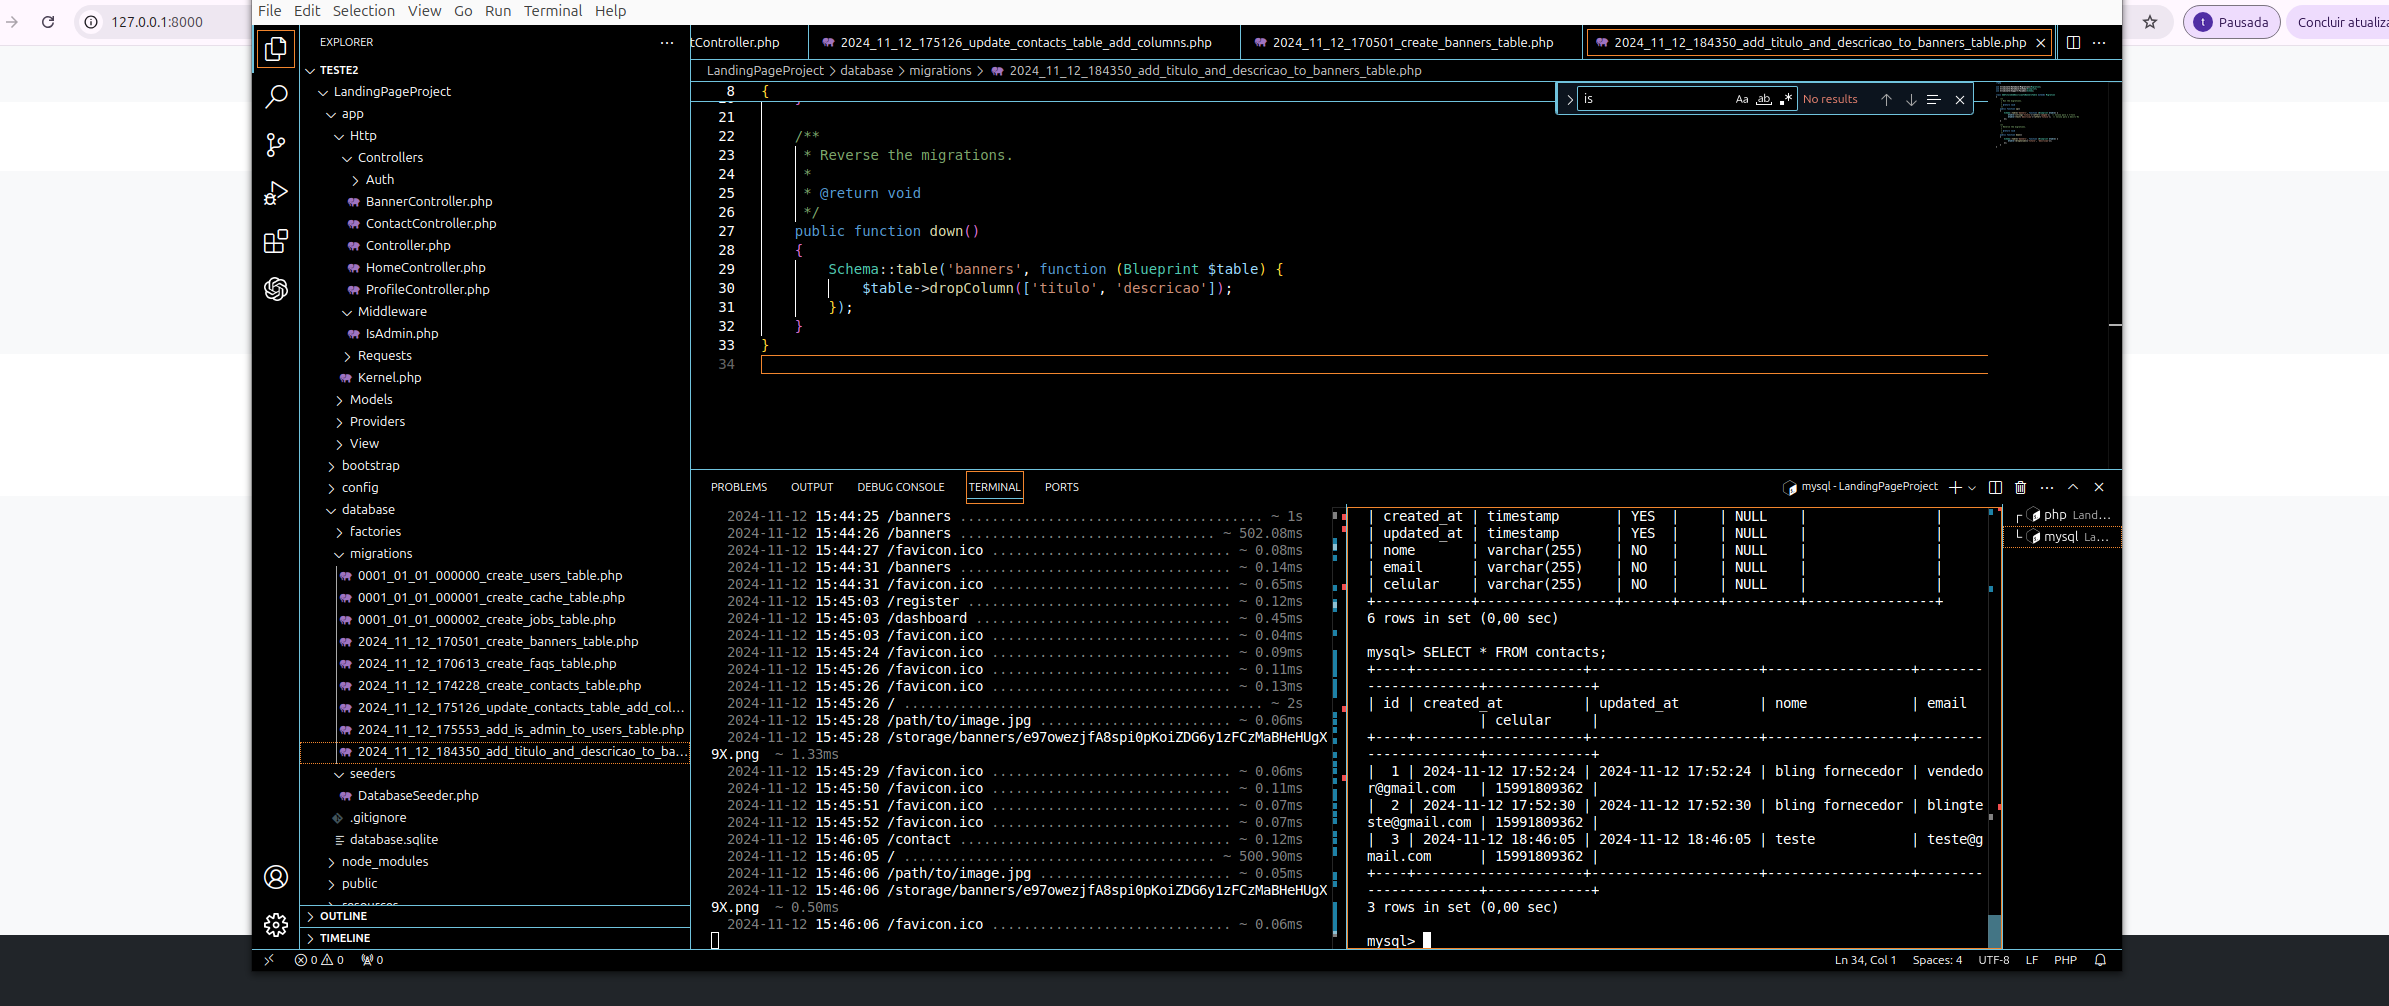 127.0.0.1:8000
t Pausada
Concluir atualiza
File Edit Selection View Go Run Terminal Help
EXPLORER
TESTE2
LandingPageProject
app
Http
Controllers
Auth
BannerController.php
ContactController.php
Controller.php
HomeController.php
ProfileController.php
Middleware
IsAdmin.php
Requests
Kernel.php
Models
Providers
View
bootstrap
config
database
factories
migrations
0001_01_01_000000_create_users_table.php
0001_01_01_000001_create_cache_table.php
0001_01_01_000002_create_jobs_table.php
2024_11_12_170501_create_banners_table.php
2024_11_12_170613_create_faqs_table.php
2024_11_12_174228_create_contacts_table.php
2024_11_12_175126_update_contacts_table_add_col...
2024_11_12_175553_add_is_admin_to_users_table.php
2024_11_12_184350_add_titulo_and_descricao_to_ba...
seeders
DatabaseSeeder.php
.gitignore
database.sqlite
node_modules
public
OUTLINE
TIMELINE
tController.php
2024_11_12_175126_update_contacts_table_add_columns.php
2024_11_12_170501_create_banners_table.php
2024_11_12_184350_add_titulo_and_descricao_to_banners_table.php
LandingPageProject > database > migrations > 2024_11_12_184350_add_titulo_and_descricao_to_banners_table.php
is Aa ab .* No results
8 {
21
22 /**
23 * Reverse the migrations.
24 *
25 * @return void
26 */
27 public function down()
28 {
29 Schema::table('banners', function (Blueprint $table) {
30 $table->dropColumn(['titulo', 'descricao']);
31 });
32 }
33 }
34
PROBLEMS OUTPUT DEBUG CONSOLE TERMINAL PORTS
mysql - LandingPageProject
2024-11-12 15:44:25 /banners ...................................... ~ 1s
2024-11-12 15:44:26 /banners ................................ ~ 502.08ms
2024-11-12 15:44:27 /favicon.ico .............................. ~ 0.08ms
2024-11-12 15:44:31 /banners .................................. ~ 0.14ms
2024-11-12 15:44:31 /favicon.ico .............................. ~ 0.65ms
2024-11-12 15:45:03 /register ................................. ~ 0.12ms
2024-11-12 15:45:03 /dashboard ................................ ~ 0.45ms
2024-11-12 15:45:03 /favicon.ico .............................. ~ 0.04ms
2024-11-12 15:45:24 /favicon.ico .............................. ~ 0.09ms
2024-11-12 15:45:26 /favicon.ico .............................. ~ 0.11ms
2024-11-12 15:45:26 /favicon.ico .............................. ~ 0.13ms
2024-11-12 15:45:26 / ............................................. ~ 2s
2024-11-12 15:45:28 /path/to/image.jpg ........................ ~ 0.06ms
2024-11-12 15:45:28 /storage/banners/e97owezjfA8spi0pKoiZDG6y1zFCzMaBHeHUgX
9X.png ~ 1.33ms
2024-11-12 15:45:29 /favicon.ico .............................. ~ 0.06ms
2024-11-12 15:45:50 /favicon.ico .............................. ~ 0.11ms
2024-11-12 15:45:51 /favicon.ico .............................. ~ 0.07ms
2024-11-12 15:45:52 /favicon.ico .............................. ~ 0.07ms
2024-11-12 15:46:05 /contact .................................. ~ 0.12ms
2024-11-12 15:46:05 / ....................................... ~ 500.90ms
2024-11-12 15:46:06 /path/to/image.jpg ........................ ~ 0.05ms
2024-11-12 15:46:06 /storage/banners/e97owezjfA8spi0pKoiZDG6y1zFCzMaBHeHUgX
9X.png ~ 0.50ms
2024-11-12 15:46:06 /favicon.ico .............................. ~ 0.06ms
| created_at | timestamp | YES | | NULL | |
| updated_at | timestamp | YES | | NULL | |
| nome | varchar(255) | NO | | NULL | |
| email | varchar(255) | NO | | NULL | |
| celular | varchar(255) | NO | | NULL | |
+------------+-----------------+------+-----+---------+----------------+
6 rows in set (0,00 sec)
mysql> SELECT * FROM contacts;
+----+---------------------+---------------------+------------------+--------
--------------+-------------+
| id | created_at | updated_at | nome | email
| celular |
+----+---------------------+---------------------+------------------+--------
--------------+-------------+
| 1 | 2024-11-12 17:52:24 | 2024-11-12 17:52:24 | bling fornecedor | vendedo
r@gmail.com | 15991809362 |
| 2 | 2024-11-12 17:52:30 | 2024-11-12 17:52:30 | bling fornecedor | blingte
ste@gmail.com | 15991809362 |
| 3 | 2024-11-12 18:46:05 | 2024-11-12 18:46:05 | teste | teste@g
mail.com | 15991809362 |
+----+---------------------+---------------------+------------------+--------
--------------+-------------+
3 rows in set (0,00 sec)
mysql>
php Land...
mysql La...
0 0 0
Ln 34, Col 1 Spaces: 4 UTF-8 LF PHP